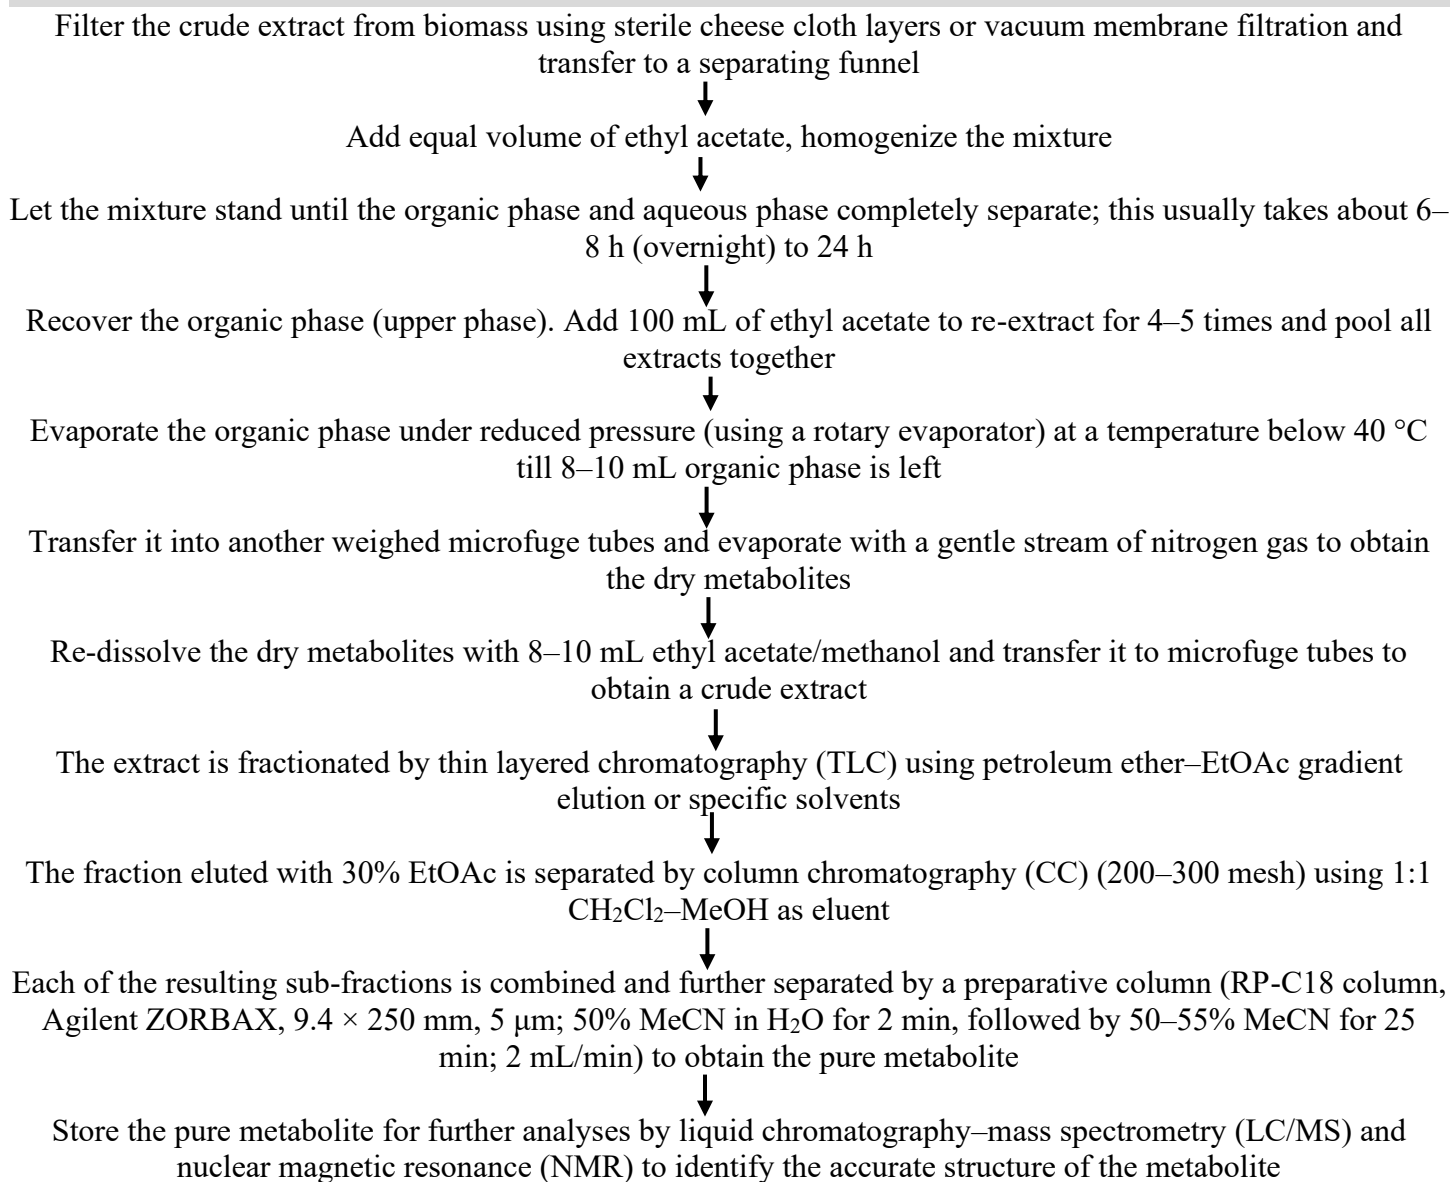 Filter the crude extract from biomass using sterile cheese cloth layers or vacuum membrane filtration and
transfer to a separating funnel
Add equal volume of ethyl acetate, homogenize the mixture
Let the mixture stand until the organic phase and aqueous phase completely separate; this usually takes about 6–
8 h (overnight) to 24 h
Recover the organic phase (upper phase). Add 100 mL of ethyl acetate to re-extract for 4–5 times and pool all
extracts together
Evaporate the organic phase under reduced pressure (using a rotary evaporator) at a temperature below 40 °C
till 8–10 mL organic phase is left
Transfer it into another weighed microfuge tubes and evaporate with a gentle stream of nitrogen gas to obtain
the dry metabolites
Re-dissolve the dry metabolites with 8–10 mL ethyl acetate/methanol and transfer it to microfuge tubes to
obtain a crude extract
The extract is fractionated by thin layered chromatography (TLC) using petroleum ether–EtOAc gradient
elution or specific solvents
The fraction eluted with 30% EtOAc is separated by column chromatography (CC) (200–300 mesh) using 1:1
CH₂Cl₂–MeOH as eluent
Each of the resulting sub-fractions is combined and further separated by a preparative column (RP-C18 column,
Agilent ZORBAX, 9.4 × 250 mm, 5 μm; 50% MeCN in H₂O for 2 min, followed by 50–55% MeCN for 25
min; 2 mL/min) to obtain the pure metabolite
Store the pure metabolite for further analyses by liquid chromatography–mass spectrometry (LC/MS) and
nuclear magnetic resonance (NMR) to identify the accurate structure of the metabolite